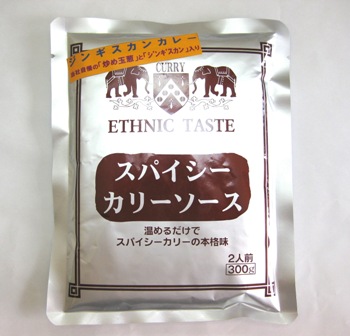 ジンギスカンカレー
「炒め玉葱」と「ジンギスカン」入り
CURRY
ETHNIC TASTE
スパイシー
カリーソース
温めるだけで
スパイシーカリーの本格味
2人前
300g